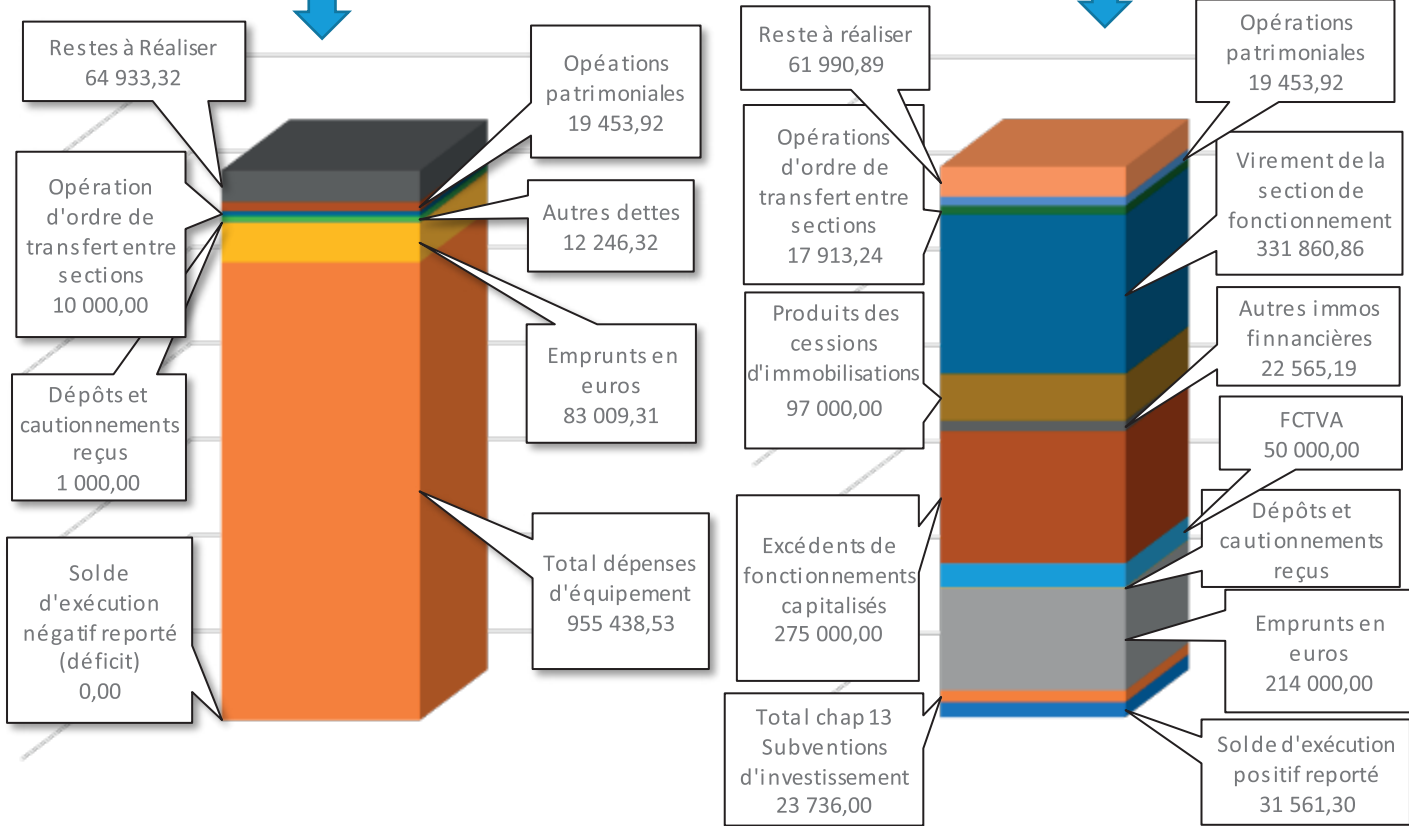 Restes à Réaliser
64 933,32
Opéations
patrimoniales
19 453,92
Opération
d'ordre de
transfert entre
sections
10 000,00
Autres dettes
12 246,32
Emprunts en
euros
83 009,31
Dépôts et
cautionnements
reçus
1 000,00
Total dépenses
d'équipement
955 438,53
Solde
d'exécution
négatif reporté
(déficit)
0,00
Reste à réaliser
61 990,89
Opérations
patrimoniales
19 453,92
Opérations
d'ordre de
transfert entre
sections
17 913,24
Virement de la
section de
fonctionnement
331 860,86
Produits des
cessions
d'immobilisations
97 000,00
Autres immos
finnancières
22 565,19
FCTVA
50 000,00
Excédents de
fonctionnements
capitalisés
275 000,00
Dépôts et
cautionnements
reçus
Emprunts en
euros
214 000,00
Total chap 13
Subventions
d'investissement
23 736,00
Solde d'exécution
positif reporté
31 561,30